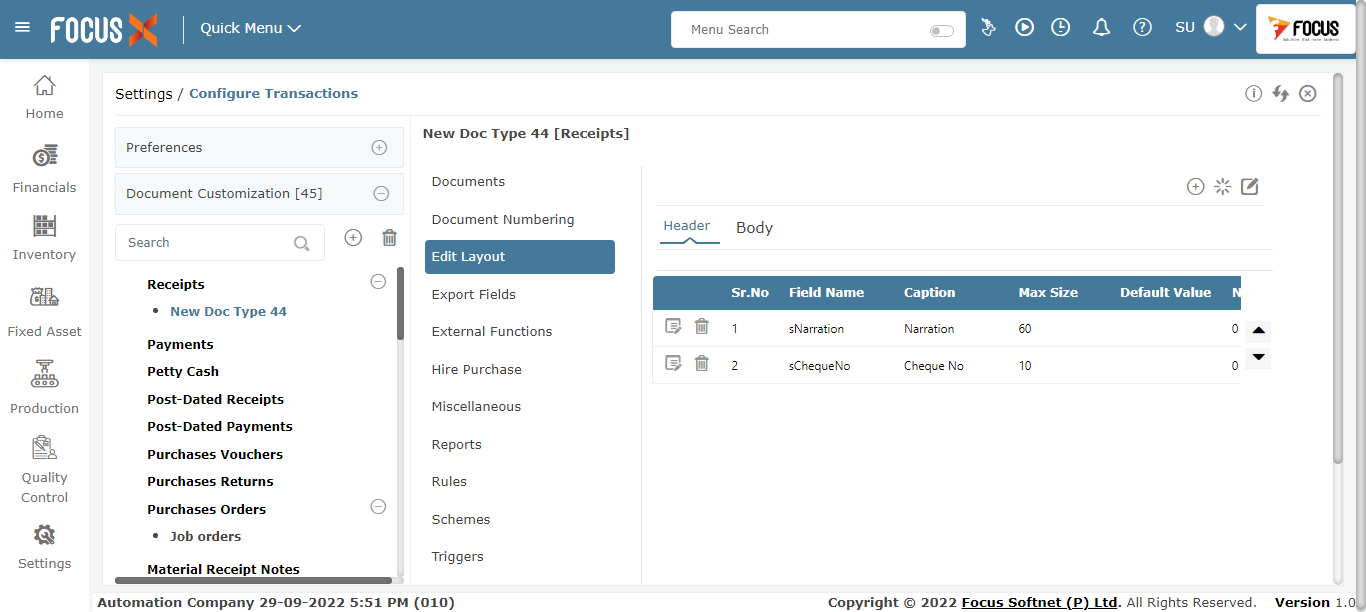 FOCUS X
Quick Menu
Menu Search
SU
FOCUS
Settings / Configure Transactions
Home
Financials
Inventory
Fixed Asset
Production
Quality
Control
Settings
Preferences
Document Customization [45]
Search
Receipts
New Doc Type 44
Payments
Petty Cash
Post-Dated Receipts
Post-Dated Payments
Purchases Vouchers
Purchases Returns
Purchases Orders
Job orders
Material Receipt Notes
New Doc Type 44 [Receipts]
Documents
Document Numbering
Edit Layout
Export Fields
External Functions
Hire Purchase
Miscellaneous
Reports
Rules
Schemes
Triggers
Header Body
Sr.No Field Name Caption Max Size Default Value
1 sNarration Narration 60 0
2 sChequeNo Cheque No 10 0
Automation Company 29-09-2022 5:51 PM (010)
Copyright © 2022 Focus Softnet (P) Ltd. All Rights Reserved. Version 1.0